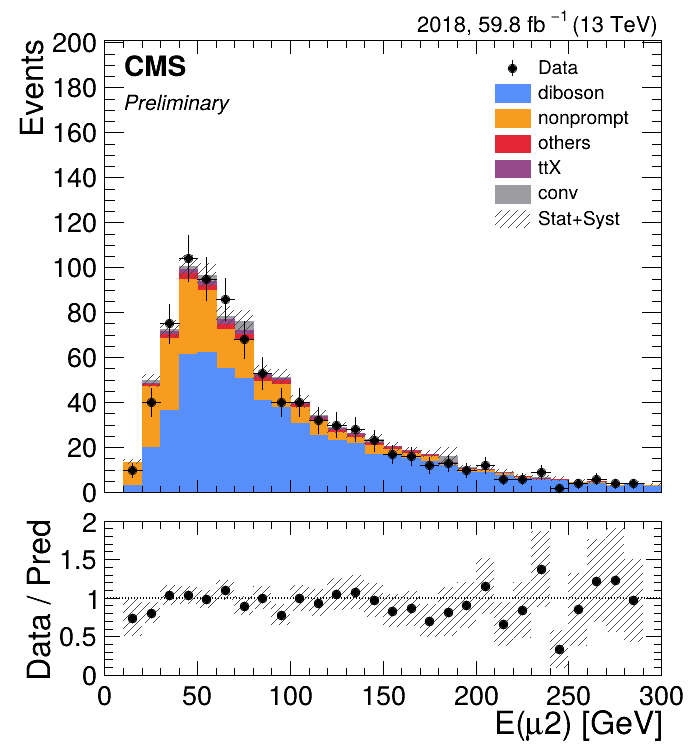 2018, 59.8 fb⁻¹ (13 TeV)
CMS
Preliminary
Data
diboson
nonprompt
others
ttX
conv
Stat+Syst
Events
200
180
160
140
120
100
80
60
40
20
0
Data / Pred
2
1.5
1
0.5
0
0 50 100 150 200 250 300
E(μ2) [GeV]